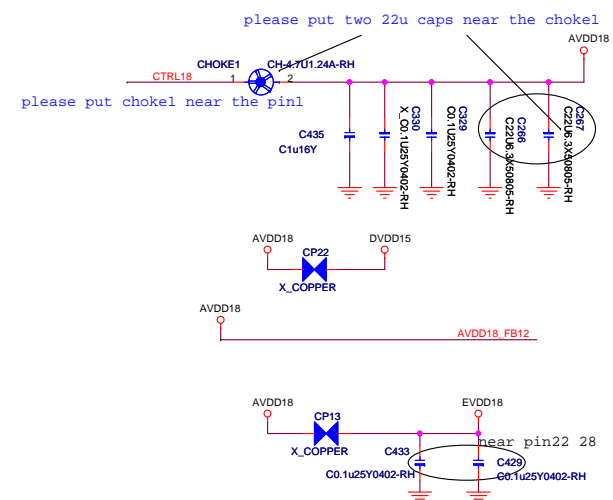 please put two 22u caps near the choke1
AVDD18
CHOKE1
CH-4.7U1.24A-RH
CTRL18
1
2
please put choke1 near the pin1
C435
C1u16Y
C330
X_C0.1U25Y0402-RH
C329
C0.1U25Y0402-RH
C266
C22U6.3X50805-RH
C267
C22U6.3X50805-RH
AVDD18
DVDD15
CP22
X_COPPER
AVDD18
AVDD18_FB12
AVDD18
EVDD18
CP13
X_COPPER
near pin22 28
C433
C0.1u25Y0402-RH
C429
C0.1u25Y0402-RH